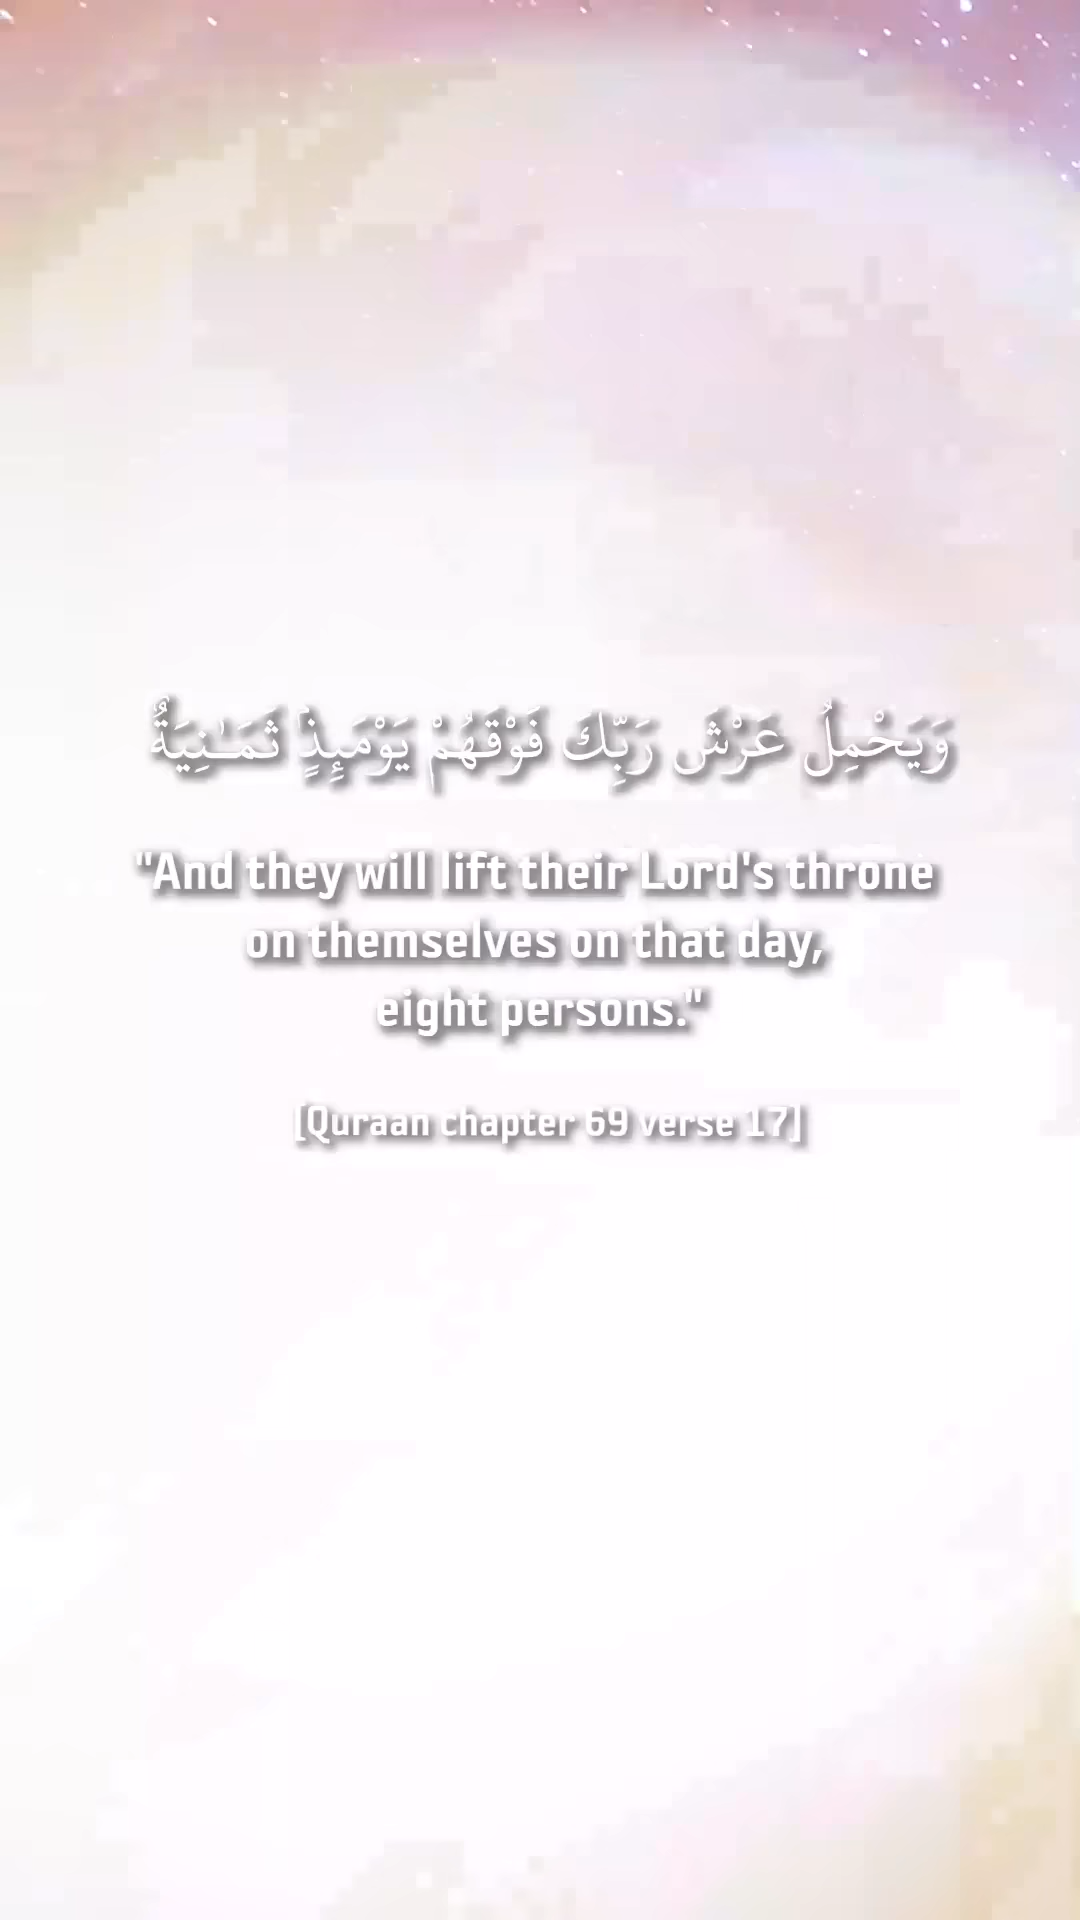 وَيَحْمِلُ عَرْشَ رَبِّكَ فَوْقَهُمْ يَوْمَئِذٍ ثَمَـٰنِيَةٌ
"And they will lift their Lord's throne
on themselves on that day,
eight persons."
[Quraan chapter 69 verse 17]